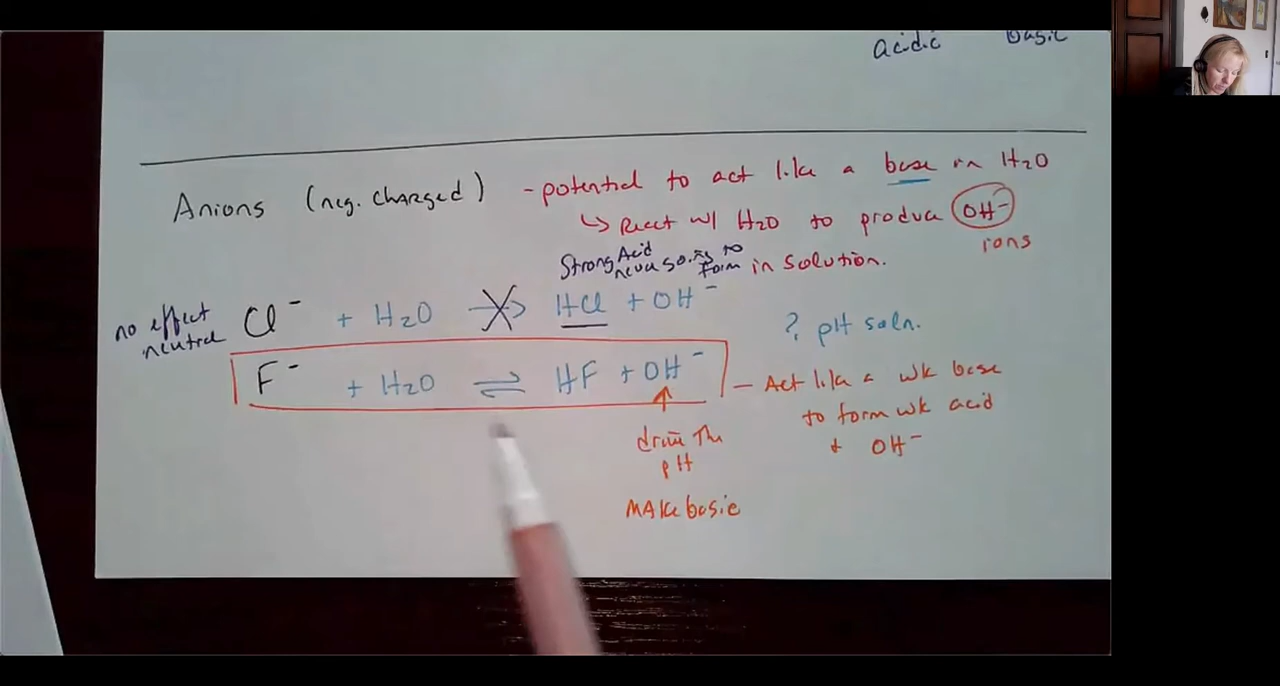 acidic basic
Anions (neg. charged) - potential to act like a base in H2O
↳ React w/ H2O to produce OH-
ions
in solution.
Strong Acid
never going to
form
no effect
neutral
Cl- + H2O → HCl + OH-
? pH soln.
F- + H2O ⇌ HF + OH-
- Act like a wk base
to form wk acid
+ OH-
↑
drive the
pH
MAKe basic